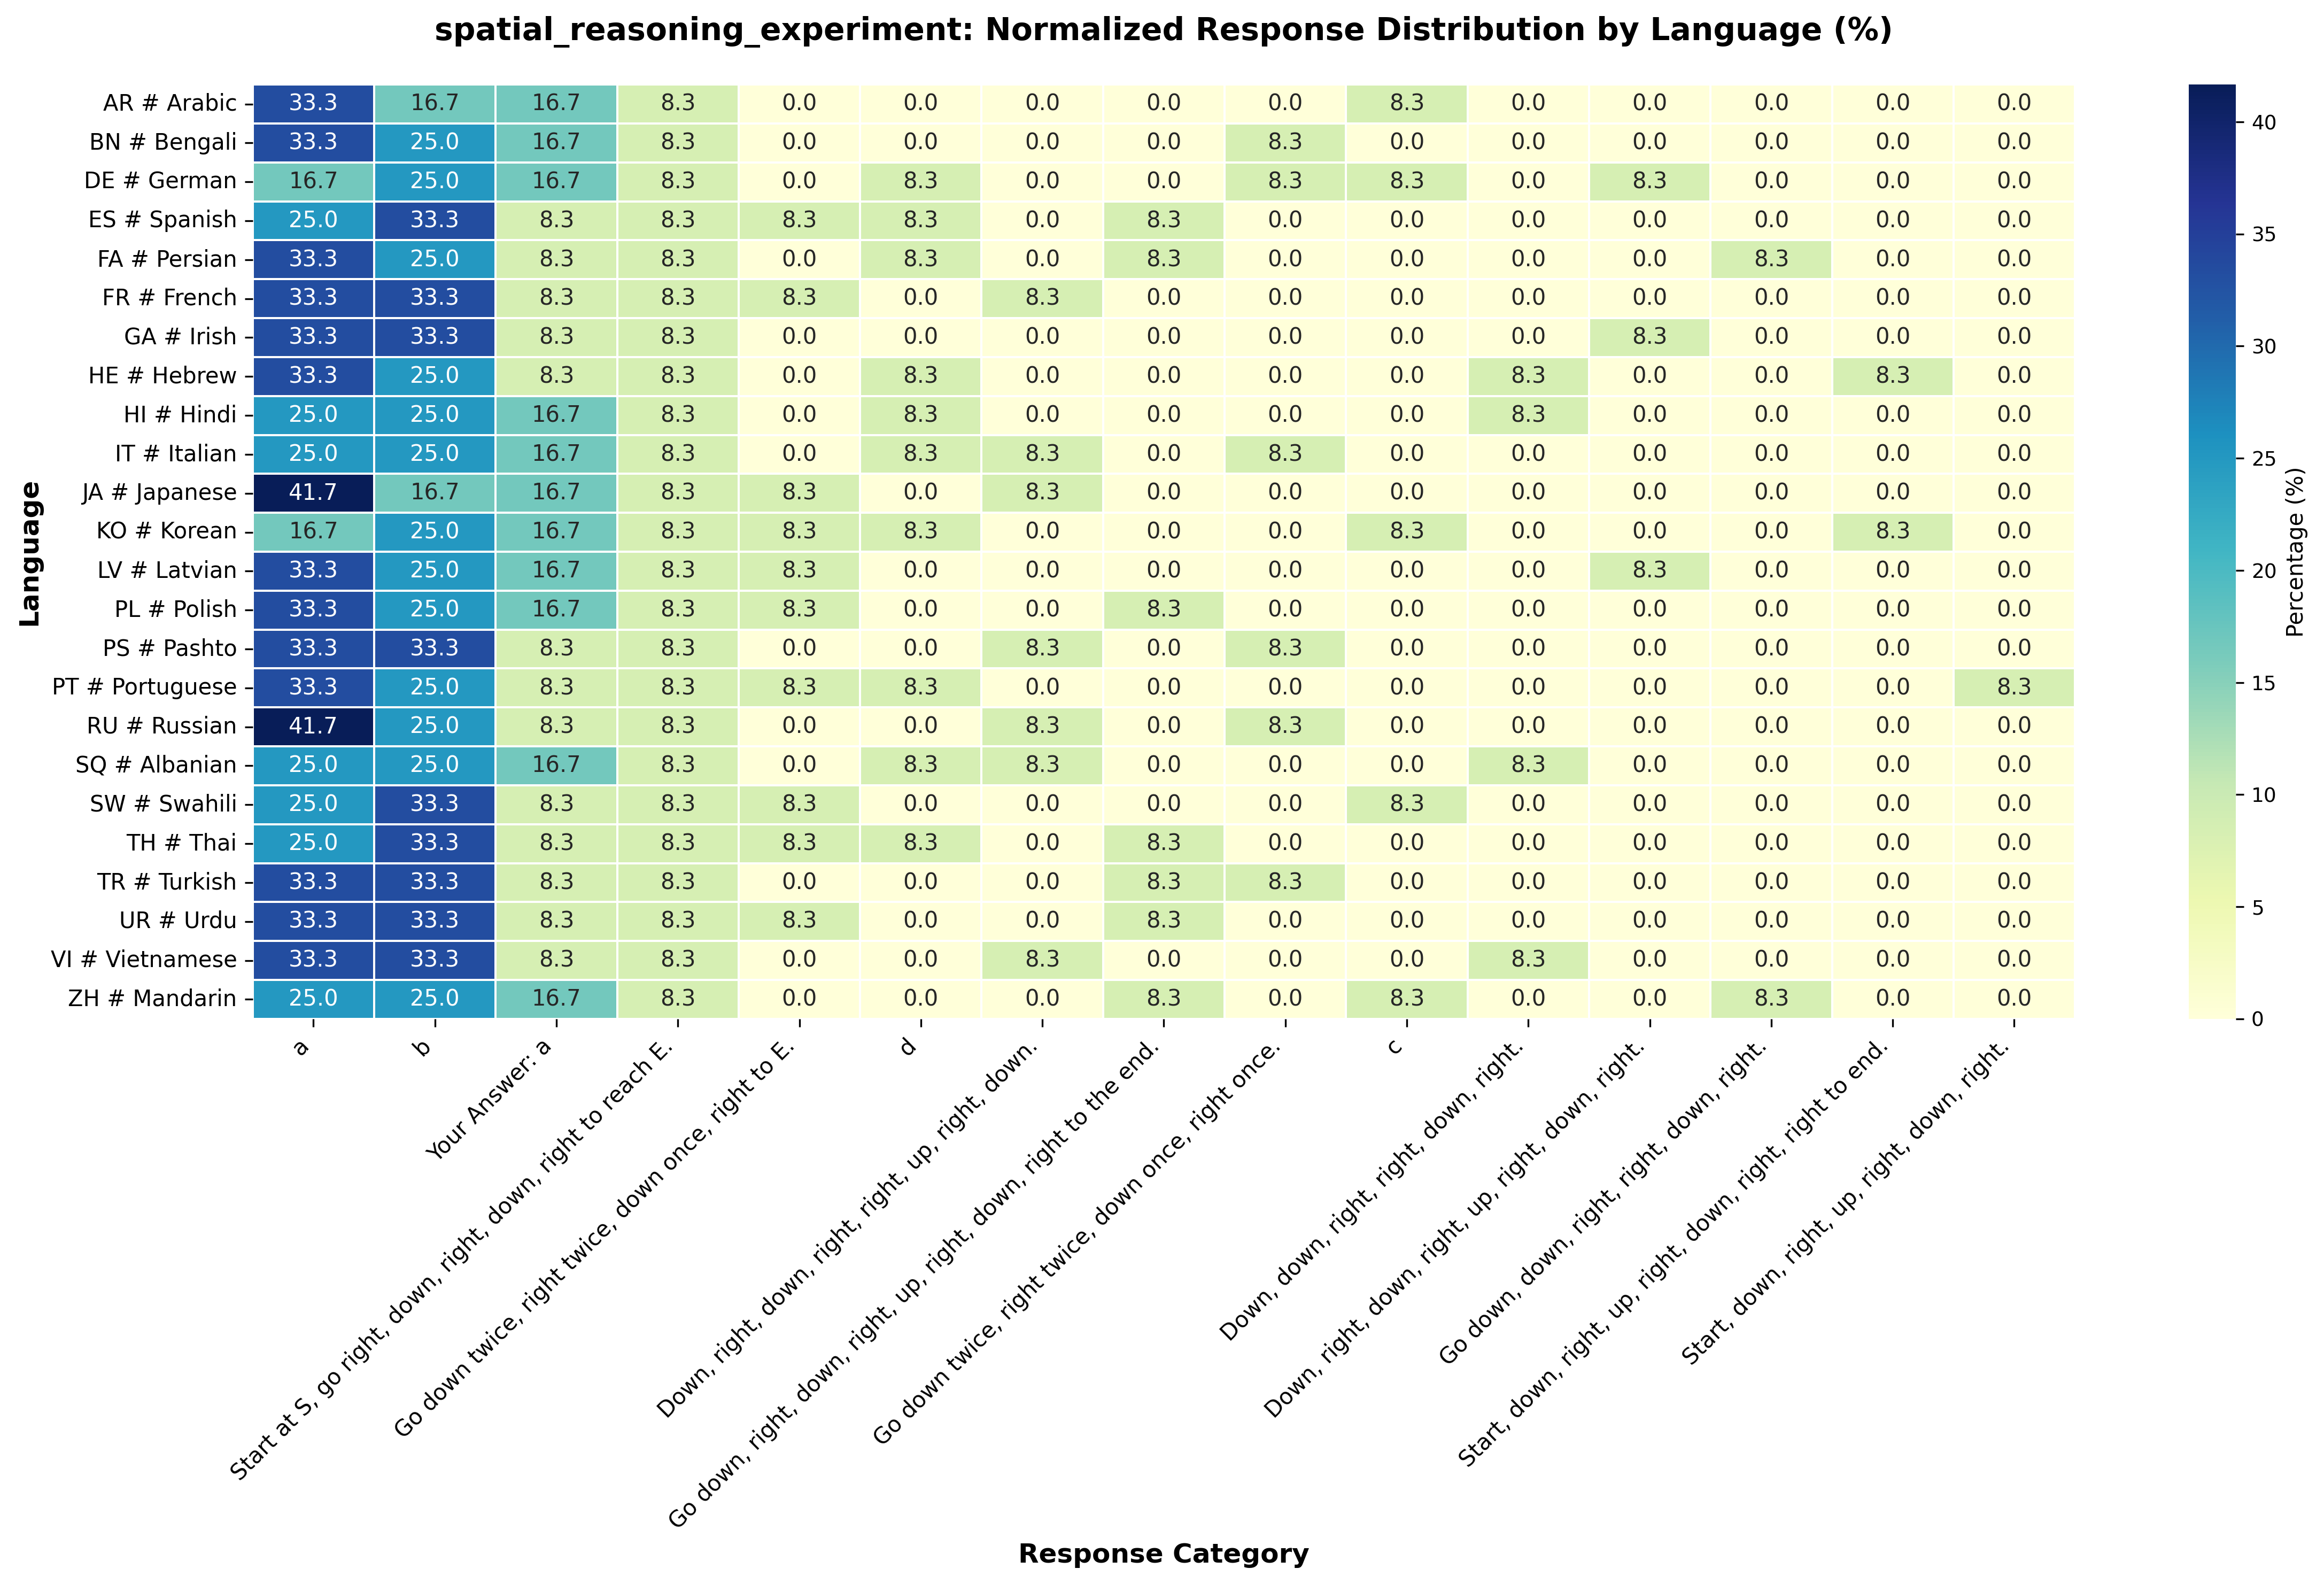 spatial_reasoning_experiment: Normalized Response Distribution by Language (%)
Language
AR # Arabic 33.3 16.7 16.7 8.3 0.0 0.0 0.0 0.0 0.0 8.3 0.0 0.0 0.0 0.0 0.0
BN # Bengali 33.3 25.0 16.7 8.3 0.0 0.0 0.0 0.0 8.3 0.0 0.0 0.0 0.0 0.0 0.0
DE # German 16.7 25.0 16.7 8.3 0.0 8.3 0.0 0.0 8.3 8.3 0.0 8.3 0.0 0.0 0.0
ES # Spanish 25.0 33.3 8.3 8.3 8.3 8.3 0.0 8.3 0.0 0.0 0.0 0.0 0.0 0.0 0.0
FA # Persian 33.3 25.0 8.3 8.3 0.0 8.3 0.0 8.3 0.0 0.0 0.0 0.0 8.3 0.0 0.0
FR # French 33.3 33.3 8.3 8.3 8.3 0.0 8.3 0.0 0.0 0.0 0.0 0.0 0.0 0.0 0.0
GA # Irish 33.3 33.3 8.3 8.3 0.0 0.0 0.0 0.0 0.0 0.0 0.0 8.3 0.0 0.0 0.0
HE # Hebrew 33.3 25.0 8.3 8.3 0.0 8.3 0.0 0.0 0.0 0.0 8.3 0.0 0.0 8.3 0.0
HI # Hindi 25.0 25.0 16.7 8.3 0.0 8.3 0.0 0.0 0.0 0.0 8.3 0.0 0.0 0.0 0.0
IT # Italian 25.0 25.0 16.7 8.3 0.0 8.3 8.3 0.0 8.3 0.0 0.0 0.0 0.0 0.0 0.0
JA # Japanese 41.7 16.7 16.7 8.3 8.3 0.0 8.3 0.0 0.0 0.0 0.0 0.0 0.0 0.0 0.0
KO # Korean 16.7 25.0 16.7 8.3 8.3 8.3 0.0 0.0 0.0 8.3 0.0 0.0 0.0 8.3 0.0
LV # Latvian 33.3 25.0 16.7 8.3 8.3 0.0 0.0 0.0 0.0 0.0 0.0 8.3 0.0 0.0 0.0
PL # Polish 33.3 25.0 16.7 8.3 8.3 0.0 0.0 8.3 0.0 0.0 0.0 0.0 0.0 0.0 0.0
PS # Pashto 33.3 33.3 8.3 8.3 0.0 0.0 8.3 0.0 8.3 0.0 0.0 0.0 0.0 0.0 0.0
PT # Portuguese 33.3 25.0 8.3 8.3 8.3 8.3 0.0 0.0 0.0 0.0 0.0 0.0 0.0 0.0 8.3
RU # Russian 41.7 25.0 8.3 8.3 0.0 0.0 8.3 0.0 8.3 0.0 0.0 0.0 0.0 0.0 0.0
SQ # Albanian 25.0 25.0 16.7 8.3 0.0 8.3 8.3 0.0 0.0 0.0 8.3 0.0 0.0 0.0 0.0
SW # Swahili 25.0 33.3 8.3 8.3 8.3 0.0 0.0 0.0 0.0 8.3 0.0 0.0 0.0 0.0 0.0
TH # Thai 25.0 33.3 8.3 8.3 8.3 8.3 0.0 8.3 0.0 0.0 0.0 0.0 0.0 0.0 0.0
TR # Turkish 33.3 33.3 8.3 8.3 0.0 0.0 0.0 8.3 8.3 0.0 0.0 0.0 0.0 0.0 0.0
UR # Urdu 33.3 33.3 8.3 8.3 8.3 0.0 0.0 8.3 0.0 0.0 0.0 0.0 0.0 0.0 0.0
VI # Vietnamese 33.3 33.3 8.3 8.3 0.0 0.0 8.3 0.0 0.0 0.0 8.3 0.0 0.0 0.0 0.0
ZH # Mandarin 25.0 25.0 16.7 8.3 0.0 0.0 0.0 8.3 0.0 8.3 0.0 0.0 8.3 0.0 0.0
a
b
Your Answer: a
Start at S, go right, down, right, down, right to reach E.
Go down twice, right twice, down once, right to E.
d
Down, right, down, right, right, up, right, down.
Go down, right, down, up, right, down, right to the end.
Go down twice, right twice, down once, right once.
c
Down, down, right, right, down, right.
Down, right, down, right, up, right, down, right.
Go down, down, right, right, down, right.
Start, down, right, up, right, down, right to end.
Start, down, right, up, right, down, right.
Response Category
40
35
30
25
20
15
10
5
0
Percentage (%)